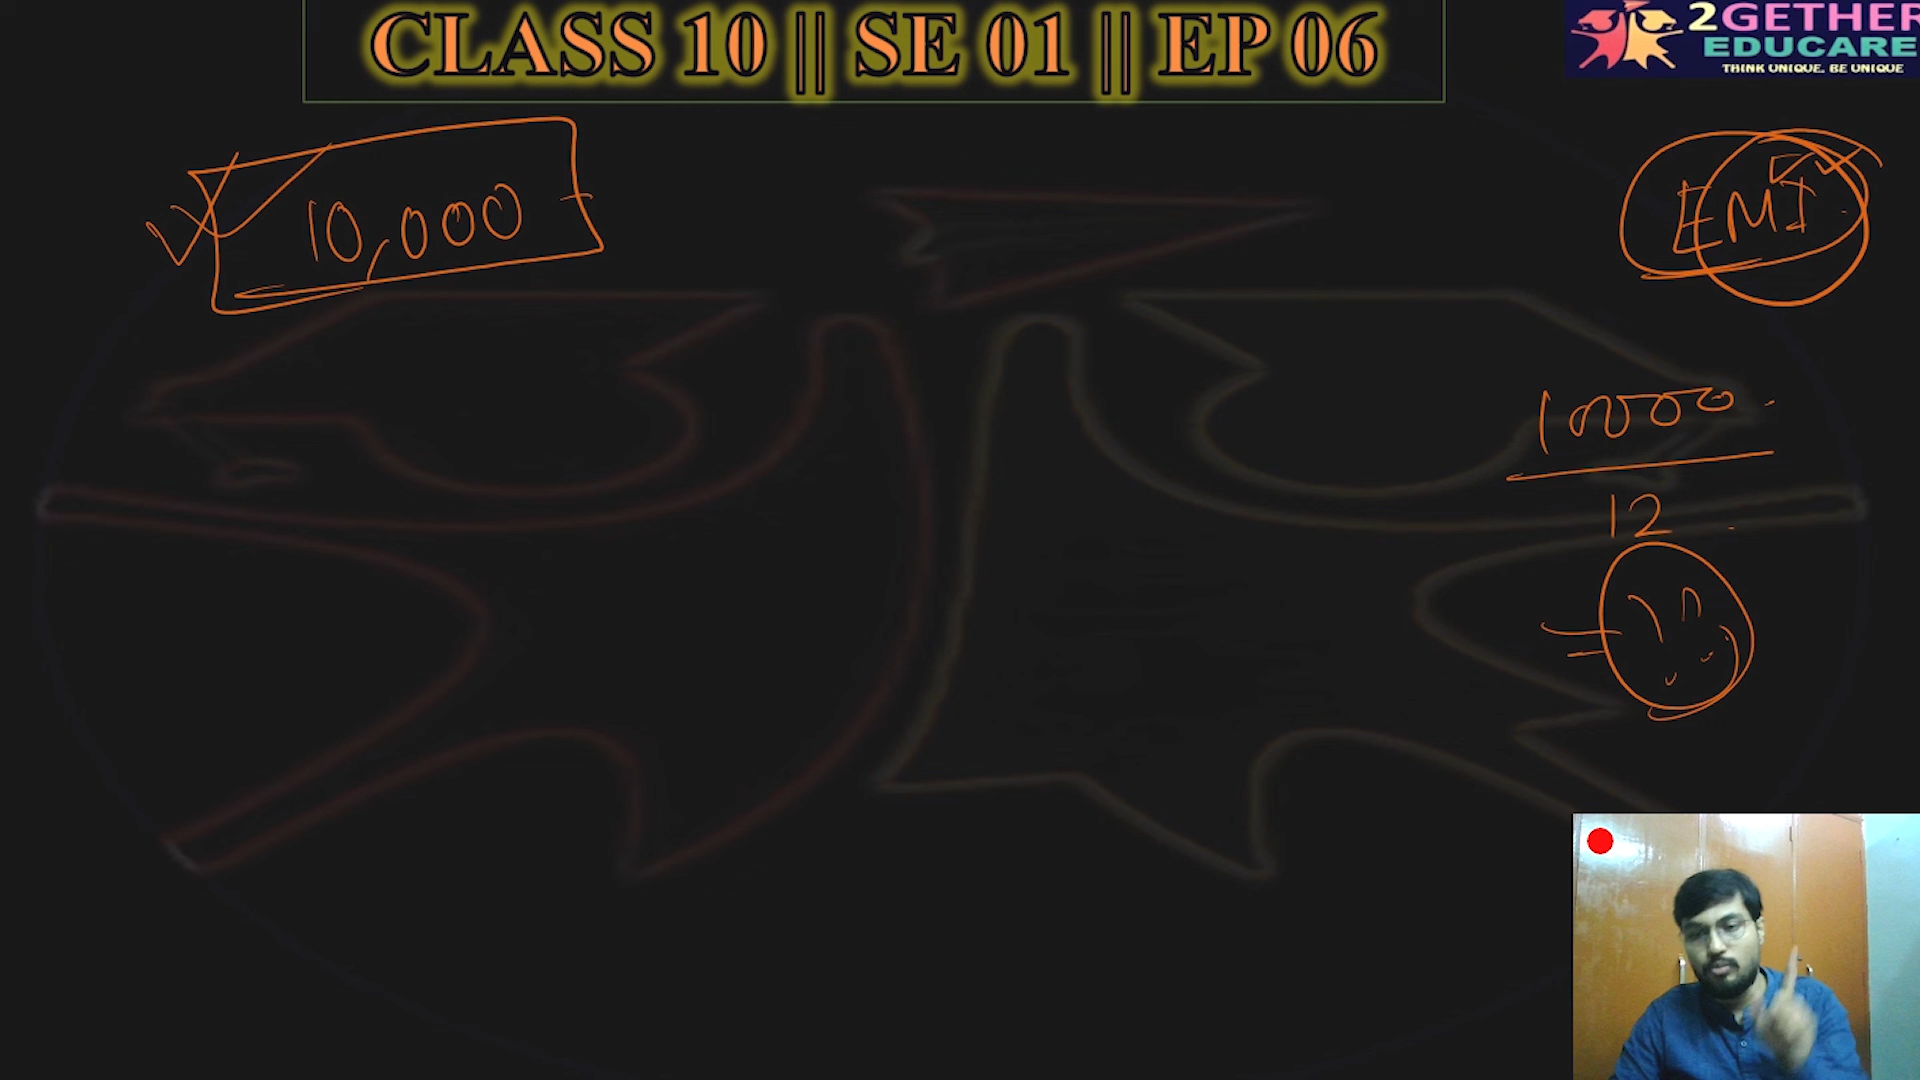 CLASS 10 || SE 01 || EP 06
2GETHER
EDUCARE
THINK UNIQUE. BE UNIQUE
10,000
EMI
10000
12
=